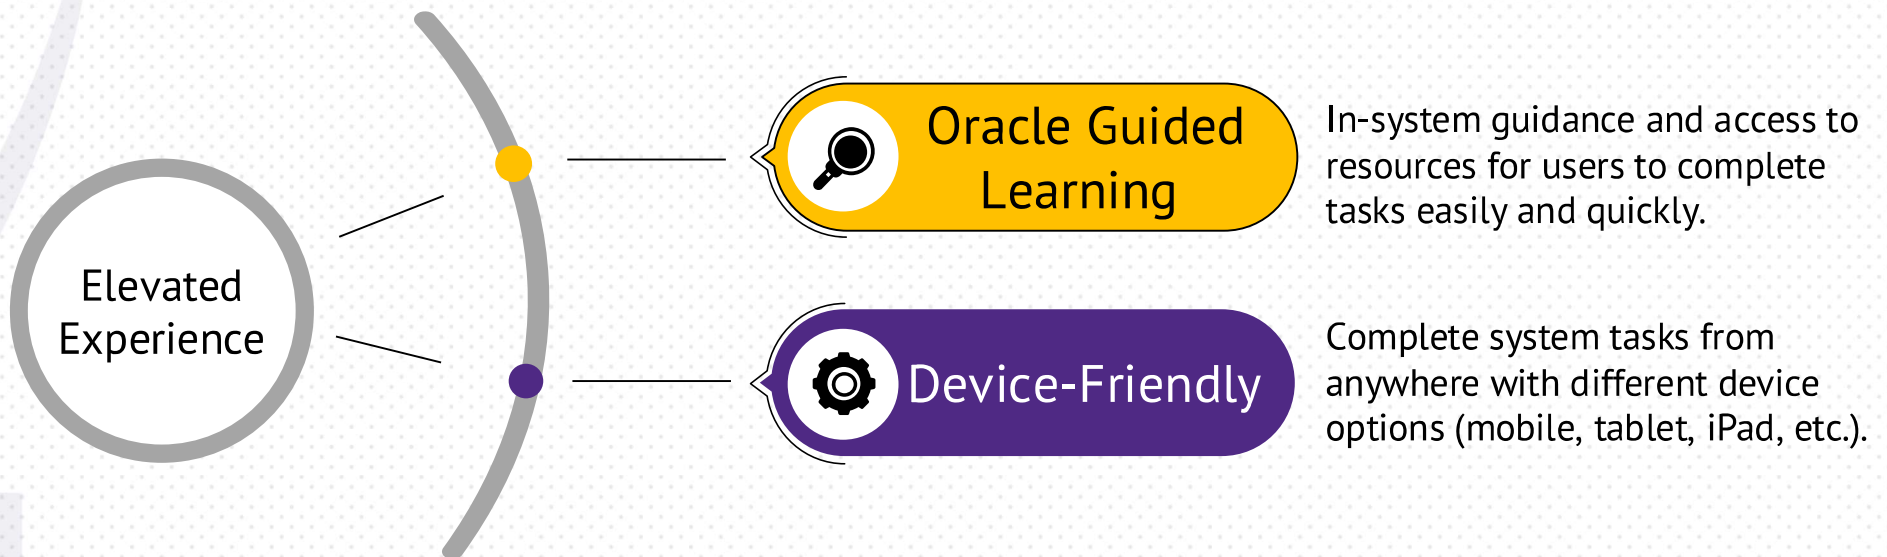 Elevated
Experience
Oracle Guided
Learning
In-system guidance and access to
resources for users to complete
tasks easily and quickly.
Device-Friendly
Complete system tasks from
anywhere with different device
options (mobile, tablet, iPad, etc.).